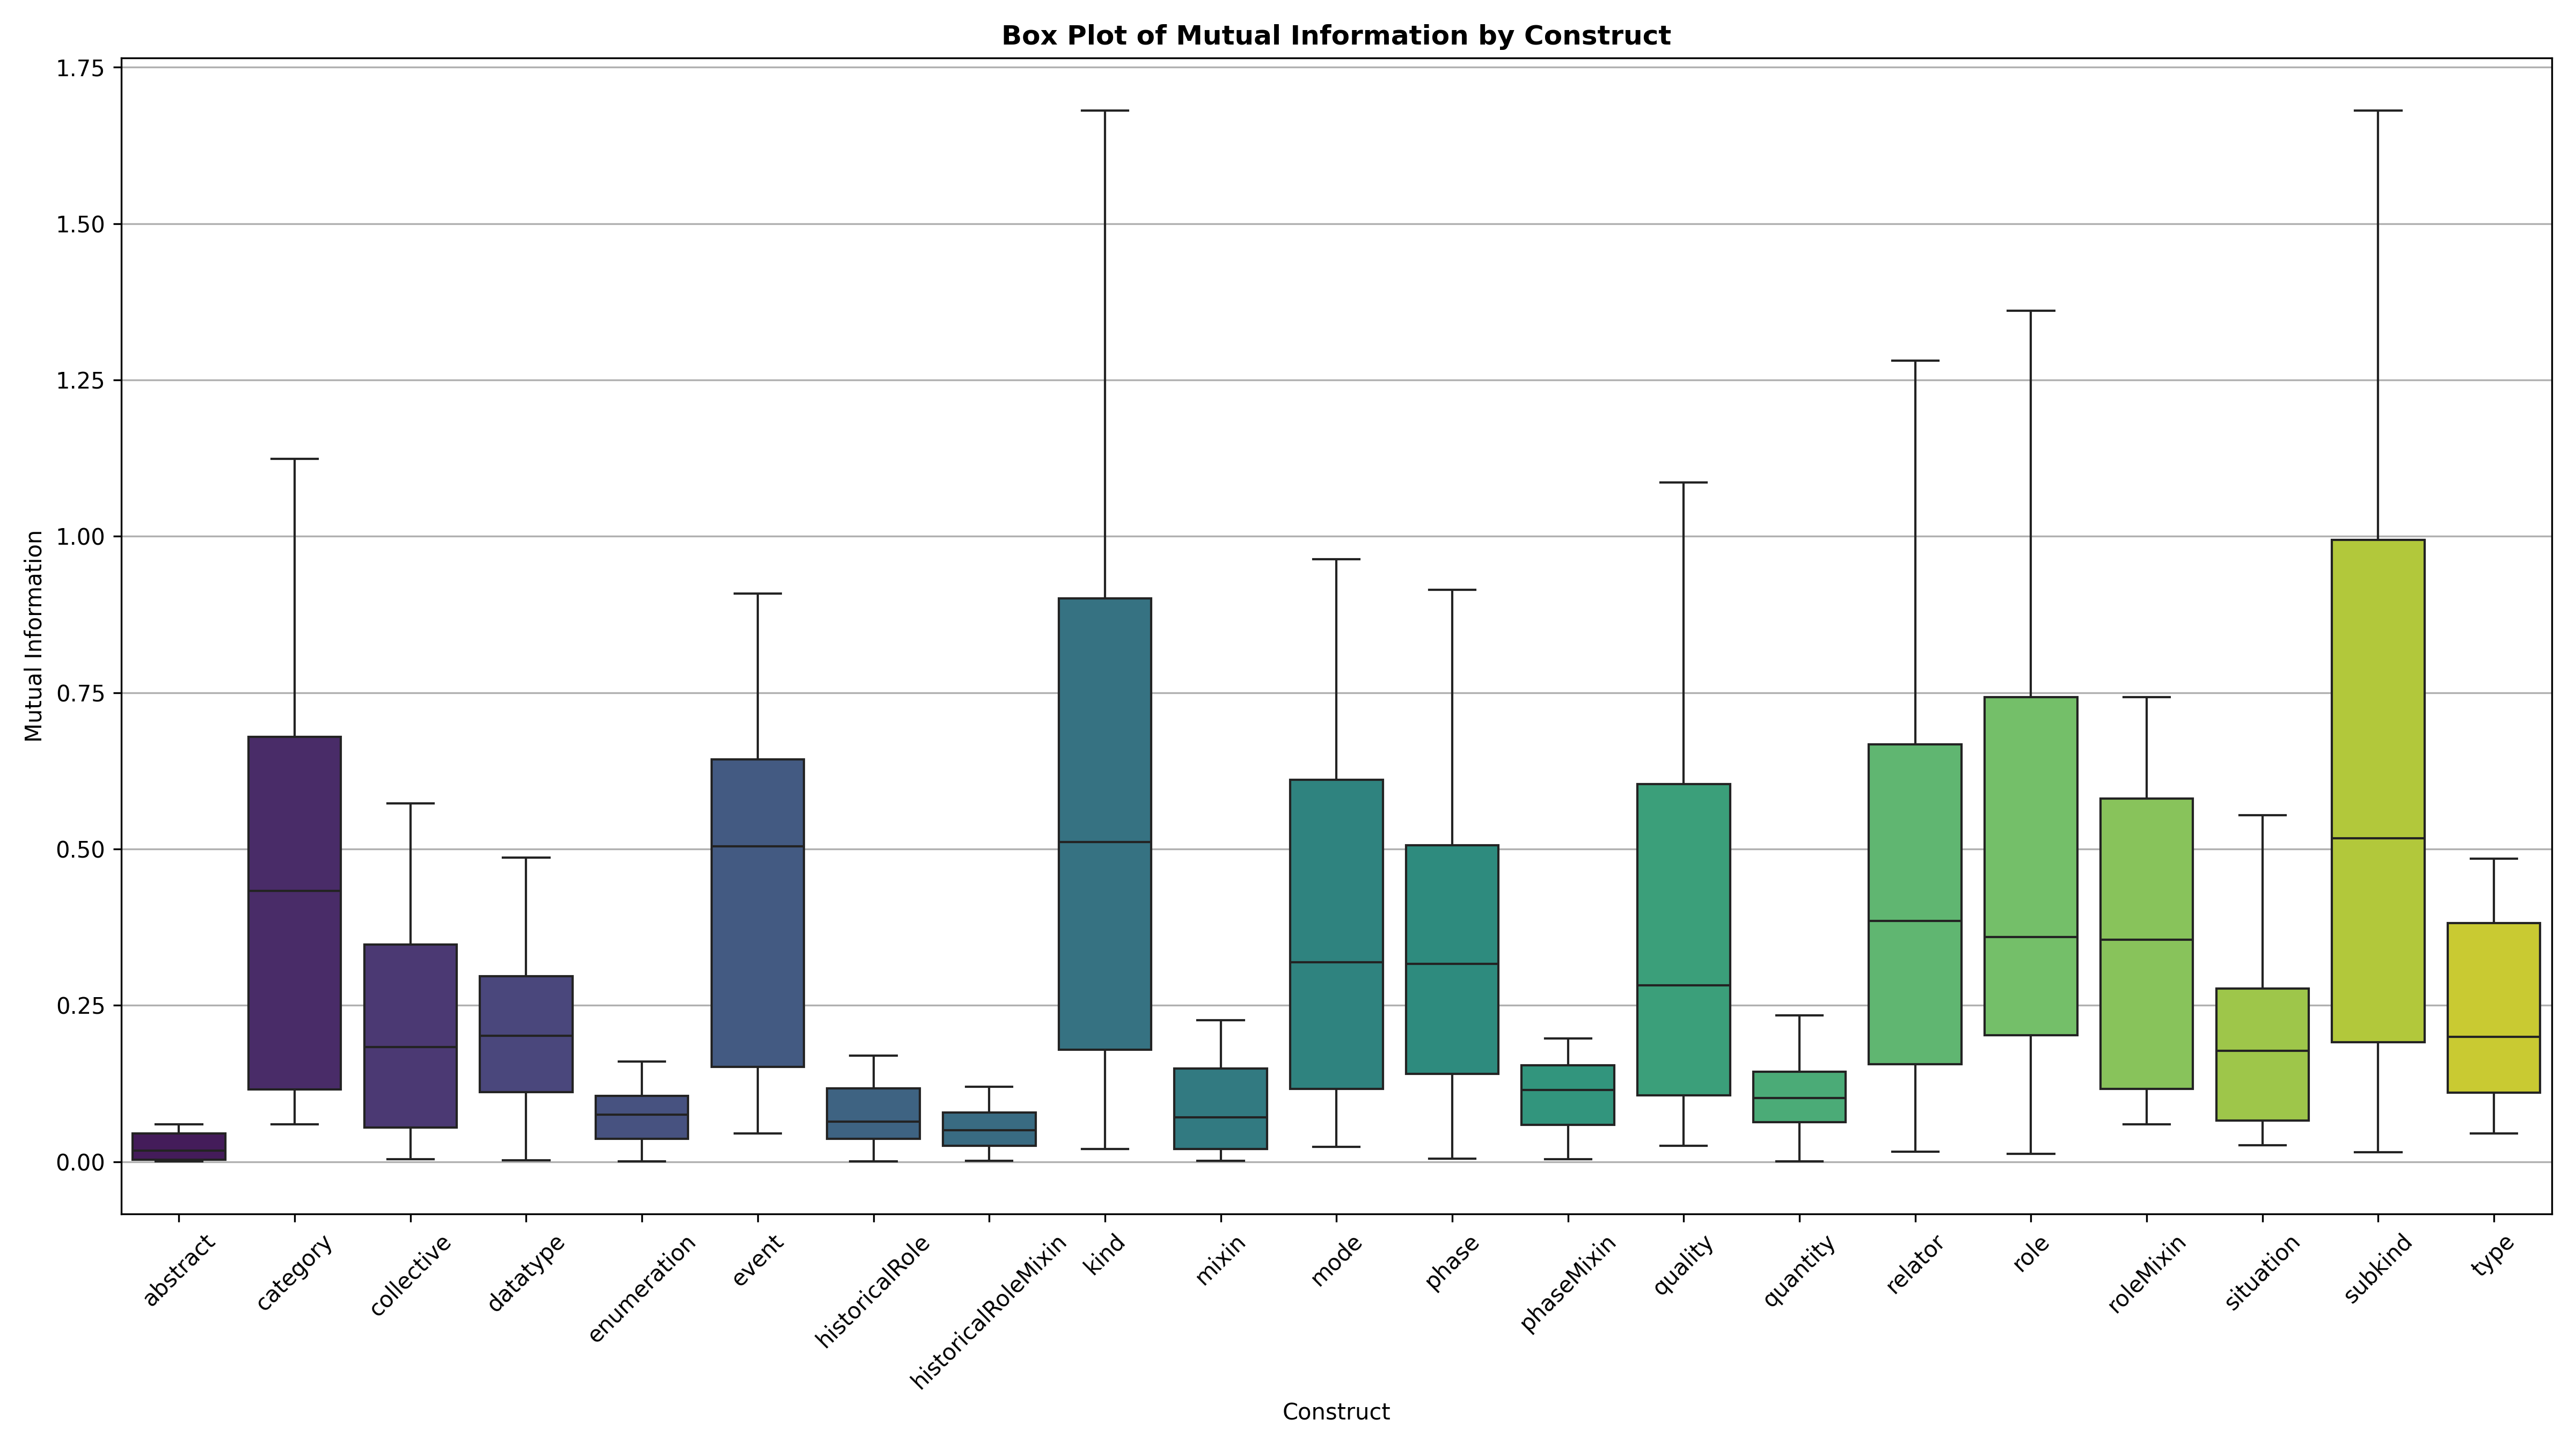 Box Plot of Mutual Information by Construct
1.75
1.50
1.25
1.00
0.75
0.50
0.25
0.00
Mutual Information
abstract
category
collective
datatype
enumeration
event
historicalRole
historicalRoleMixin
kind
mixin
mode
phase
phaseMixin
quality
quantity
relator
role
roleMixin
situation
subkind
type
Construct